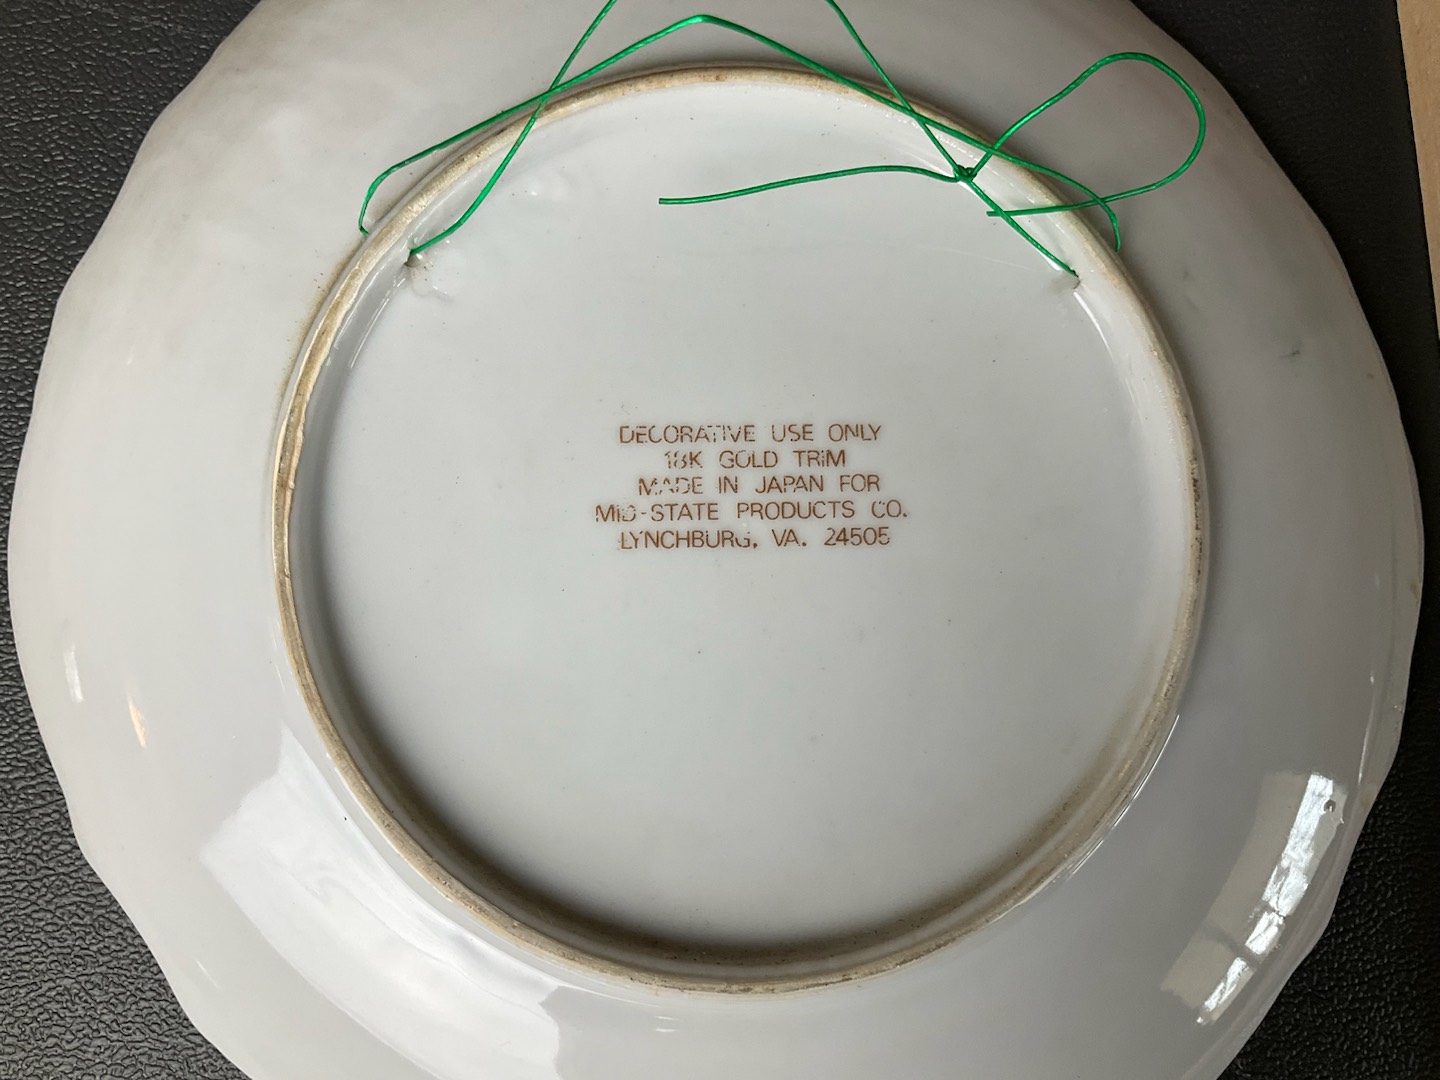 DECORATIVE USE ONLY
18K GOLD TRIM
MADE IN JAPAN FOR
MID-STATE PRODUCTS CO.
LYNCHBURG, VA. 24505